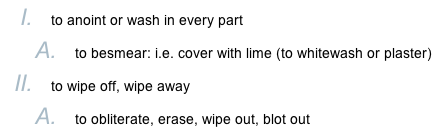 I. to anoint or wash in every part
A. to besmear: i.e. cover with lime (to whitewash or plaster)
II. to wipe off, wipe away
A. to obliterate, erase, wipe out, blot out